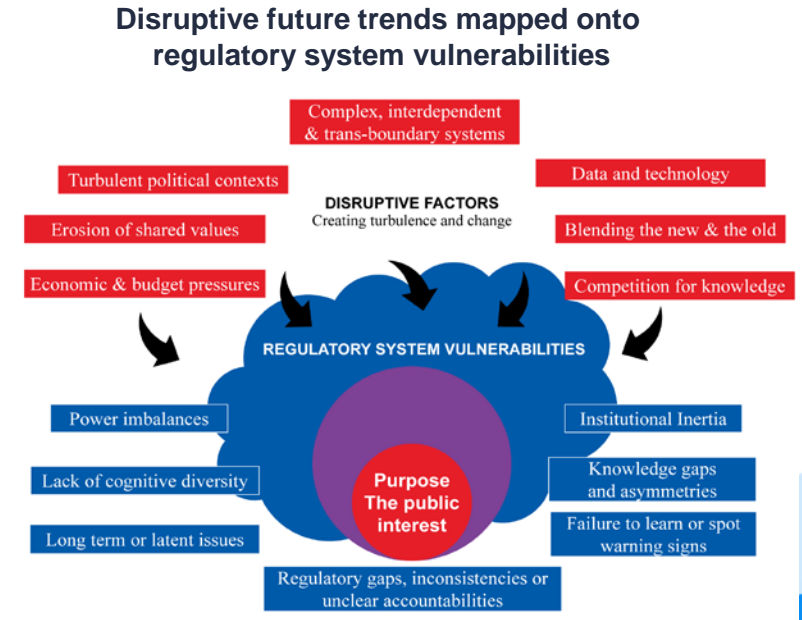 Disruptive future trends mapped onto
regulatory system vulnerabilities
Complex, interdependent
& trans-boundary systems
Turbulent political contexts
Data and technology
DISRUPTIVE FACTORS
Creating turbulence and change
Erosion of shared values
Blending the new & the old
Economic & budget pressures
Competition for knowledge
REGULATORY SYSTEM VULNERABILITIES
Power imbalances
Institutional Inertia
Lack of cognitive diversity
Knowledge gaps
and asymmetries
Purpose
The public
interest
Long term or latent issues
Failure to learn or spot
warning signs
Regulatory gaps, inconsistencies or
unclear accountabilities